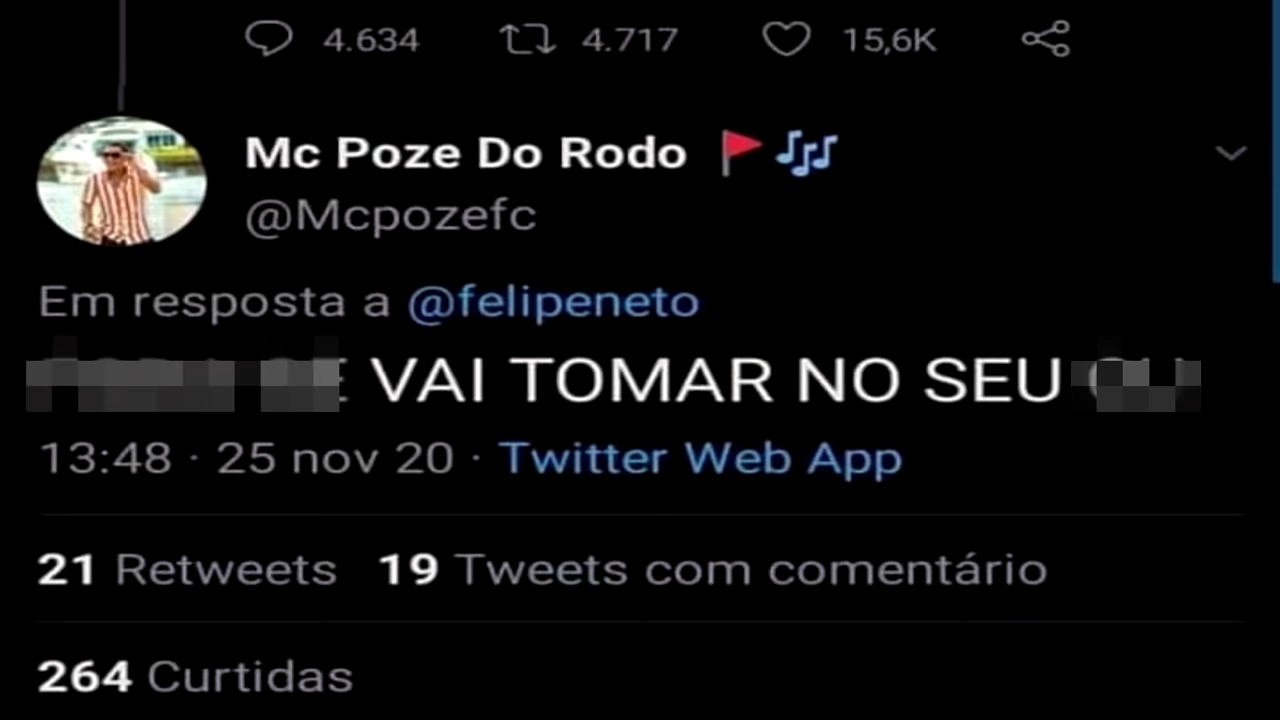 4.634 4.717 15,6K
Mc Poze Do Rodo 🚩🎶
@Mcpozefc
Em resposta a @felipeneto
VAI TOMAR NO SEU
13:48 · 25 nov 20 · Twitter Web App
21 Retweets 19 Tweets com comentário
264 Curtidas